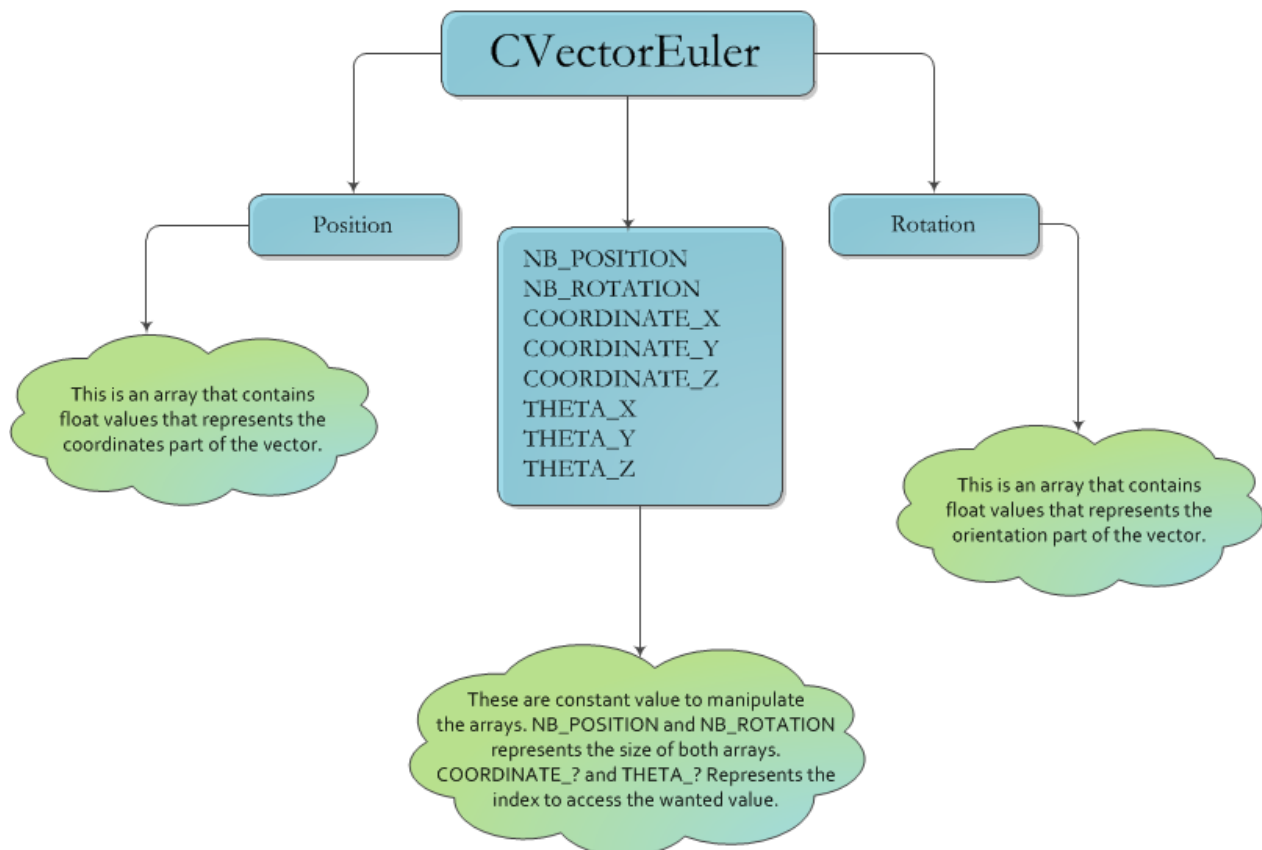 CVectorEuler
Position
Rotation
NB_POSITION
NB_ROTATION
COORDINATE_X
COORDINATE_Y
COORDINATE_Z
THETA_X
THETA_Y
THETA_Z
This is an array that contains
float values that represents the
coordinates part of the vector.
This is an array that contains
float values that represents the
orientation part of the vector.
These are constant value to manipulate
the arrays. NB_POSITION and NB_ROTATION
represents the size of both arrays.
COORDINATE_? and THETA_? Represents the
index to access the wanted value.